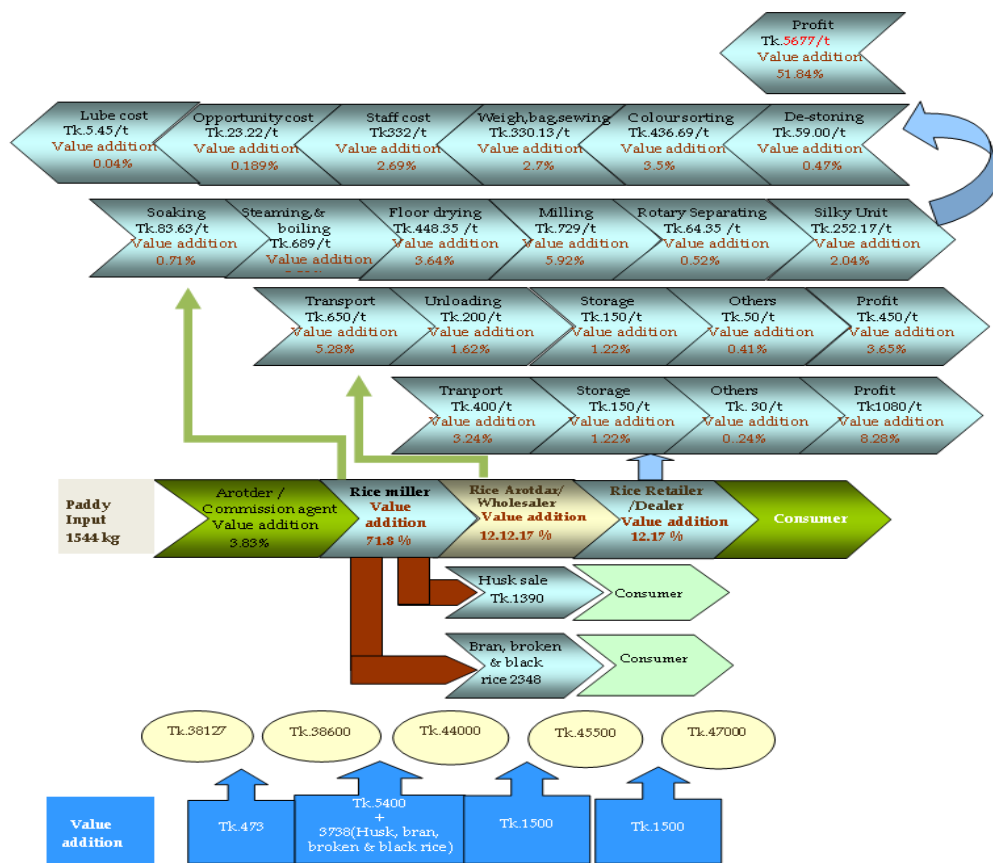 Profit
Tk.5677/t
Value addition
51.84%
Lube cost
Tk.5.45/t
Value addition
0.04%
Opportunity cost
Tk.23.22/t
Value addition
0.189%
Staff cost
Tk332/t
Value addition
2.69%
Weigh,bag,sewing
Tk.330.13/t
Value addition
2.7%
Colour sorting
Tk.436.69/t
Value addition
3.5%
De-stoning
Tk.59.00/t
Value addition
0.47%
Soaking
Tk.83.63/t
Value addition
0.71%
Steaming,&
boiling
Tk.689/t
Value addition
Floor drying
Tk.448.35 /t
Value addition
3.64%
Milling
Tk.729/t
Value addition
5.92%
Rotary Separating
Tk.64.35 /t
Value addition
0.52%
Silky Unit
Tk.252.17/t
Value addition
2.04%
Transport
Tk.650/t
Value addition
5.28%
Unloading
Tk.200/t
Value addition
1.62%
Storage
Tk.150/t
Value addition
1.22%
Others
Tk.50/t
Value addition
0.41%
Profit
Tk.450/t
Value addition
3.65%
Tranport
Tk.400/t
Value addition
3.24%
Storage
Tk.150/t
Value addition
1.22%
Others
Tk. 30/t
Value addition
0..24%
Profit
Tk1080/t
Value addition
8.28%
Paddy
Input
1544 kg
Arotder /
Commission agent
Value addition
3.83%
Rice miller
Value
addition
71.8 %
Rice Arotdar/
Wholesaler
Value
addition
12.12.17 %
Rice Retailer
/Dealer
Value addition
12.17 %
Consumer
Husk sale
Tk.1390
Consumer
Bran, broken
& black
rice 2348
Consumer
Tk.38127
Tk.38600
Tk.44000
Tk.45500
Tk.47000
Value
addition
Tk.473
Tk.5400
+
3738(Husk, bran,
broken & black rice)
Tk.1500
Tk.1500